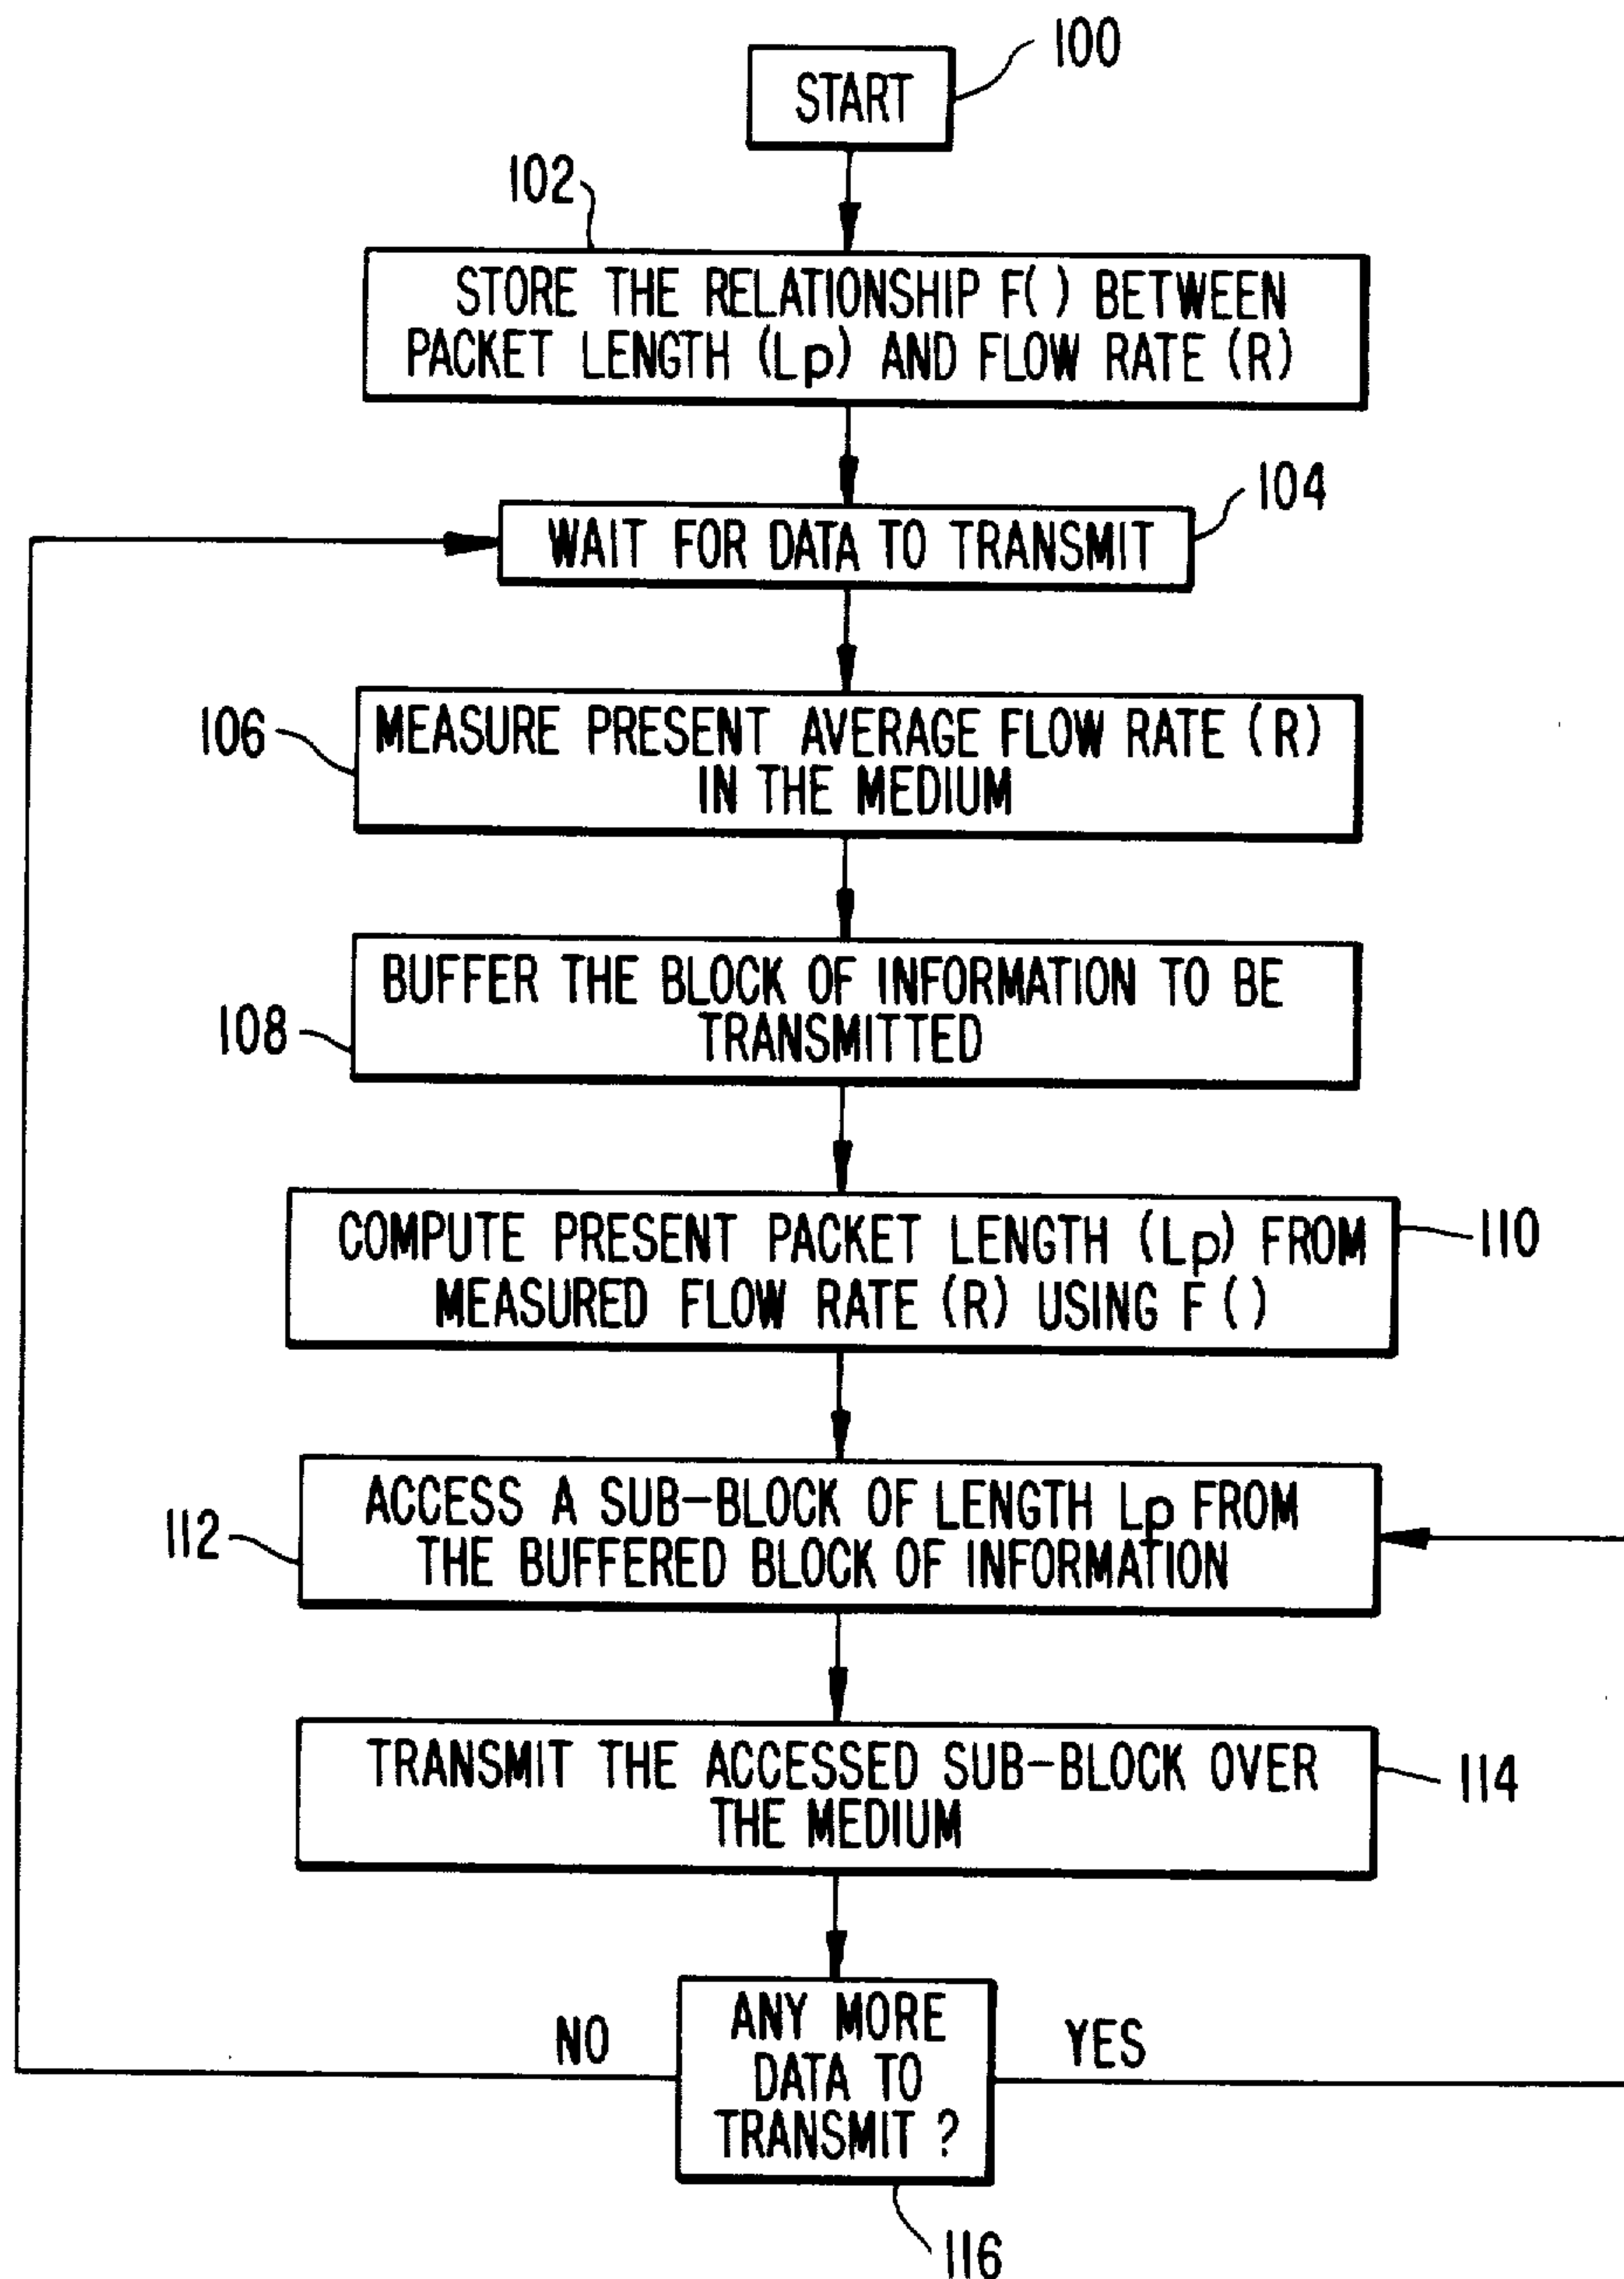 100
START
102
STORE THE RELATIONSHIP F( ) BETWEEN
PACKET LENGTH (Lp) AND FLOW RATE (R)
104
WAIT FOR DATA TO TRANSMIT
106
MEASURE PRESENT AVERAGE FLOW RATE (R)
IN THE MEDIUM
108
BUFFER THE BLOCK OF INFORMATION TO BE
TRANSMITTED
110
COMPUTE PRESENT PACKET LENGTH (Lp) FROM
MEASURED FLOW RATE (R) USING F ( )
112
ACCESS A SUB-BLOCK OF LENGTH Lp FROM
THE BUFFERED BLOCK OF INFORMATION
114
TRANSMIT THE ACCESSED SUB-BLOCK OVER
THE MEDIUM
NO
ANY MORE
DATA TO
TRANSMIT ?
YES
116